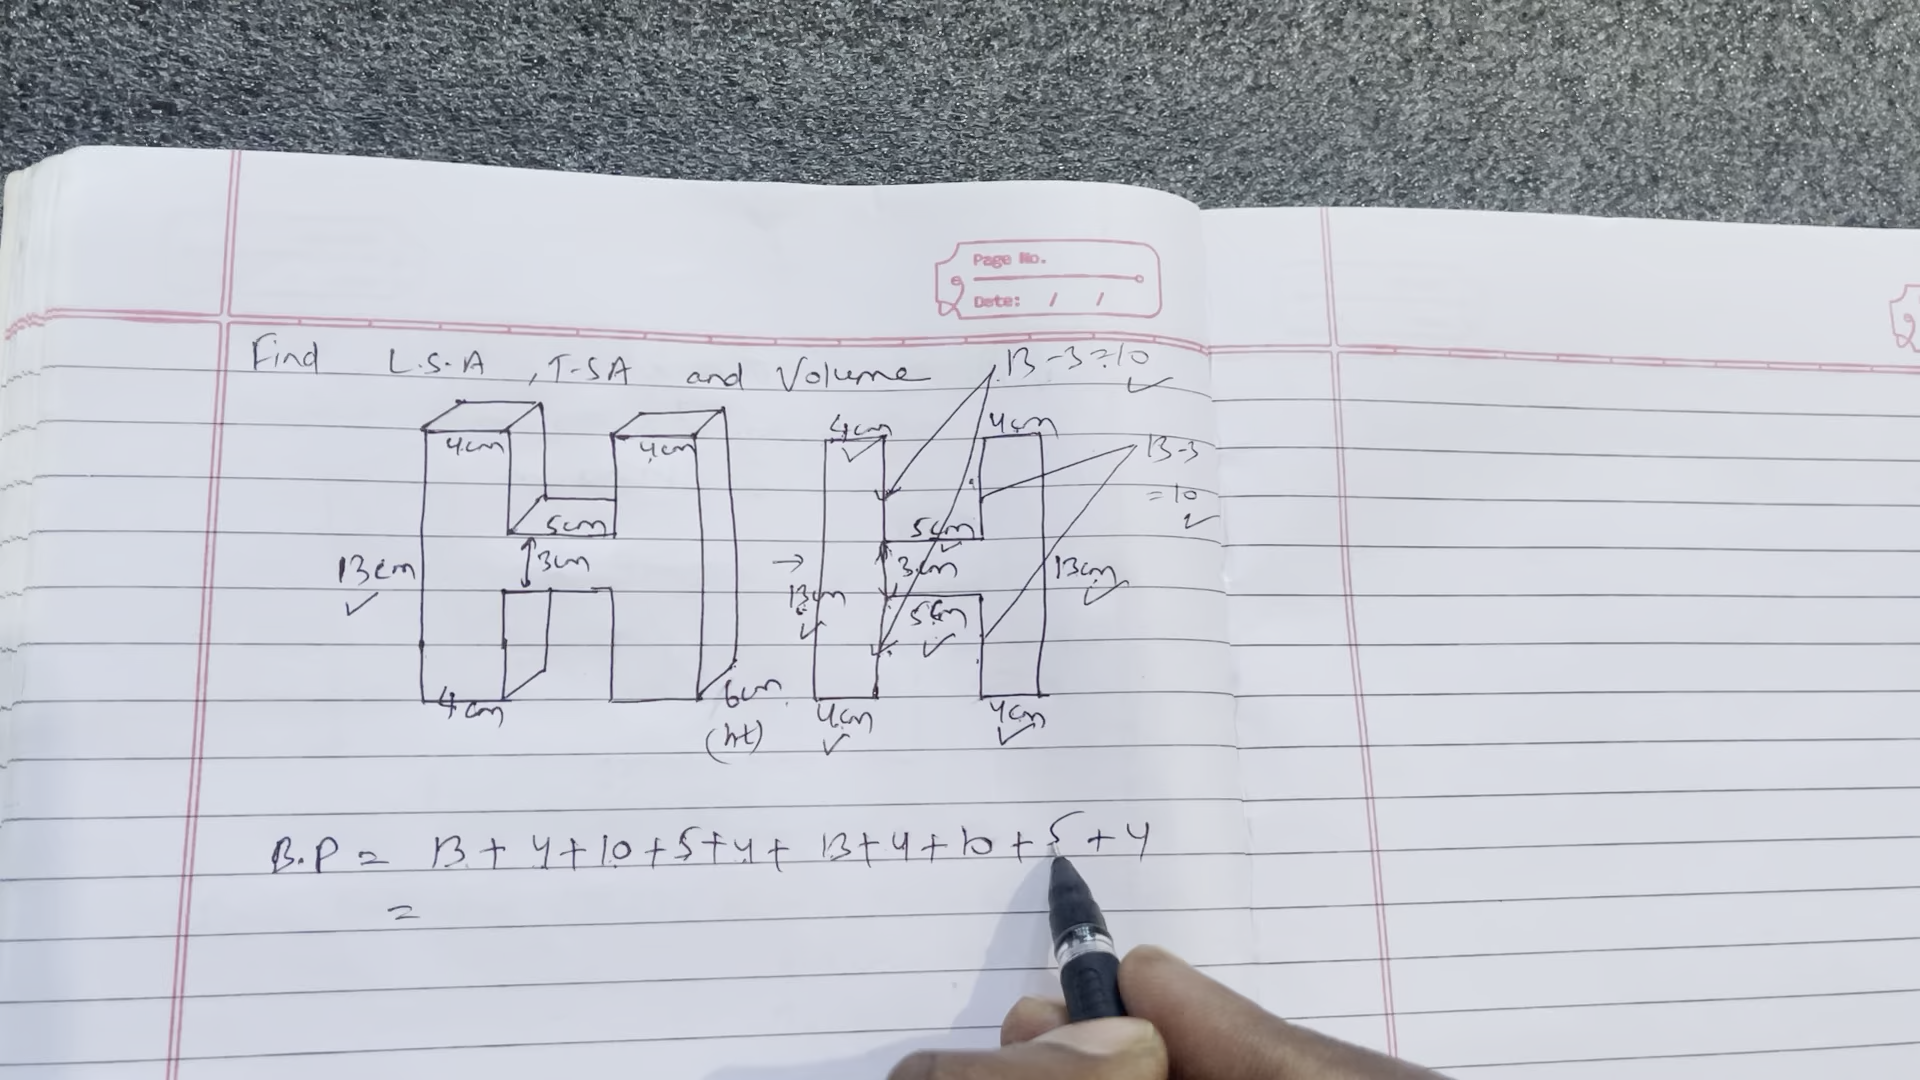 Page No.
Date: / /
Find L.S.A , T-SA and Volume
13-3=10
4cm 4cm
4cm 4cm
13-3
= 10
5cm
5cm
3cm
13cm
→
3cm
13cm
13cm
5cm
4cm
6cm
(ht)
4cm
4cm
B.P = 13 + 4+10+5+4+ 13+4+10 +5 +4
=